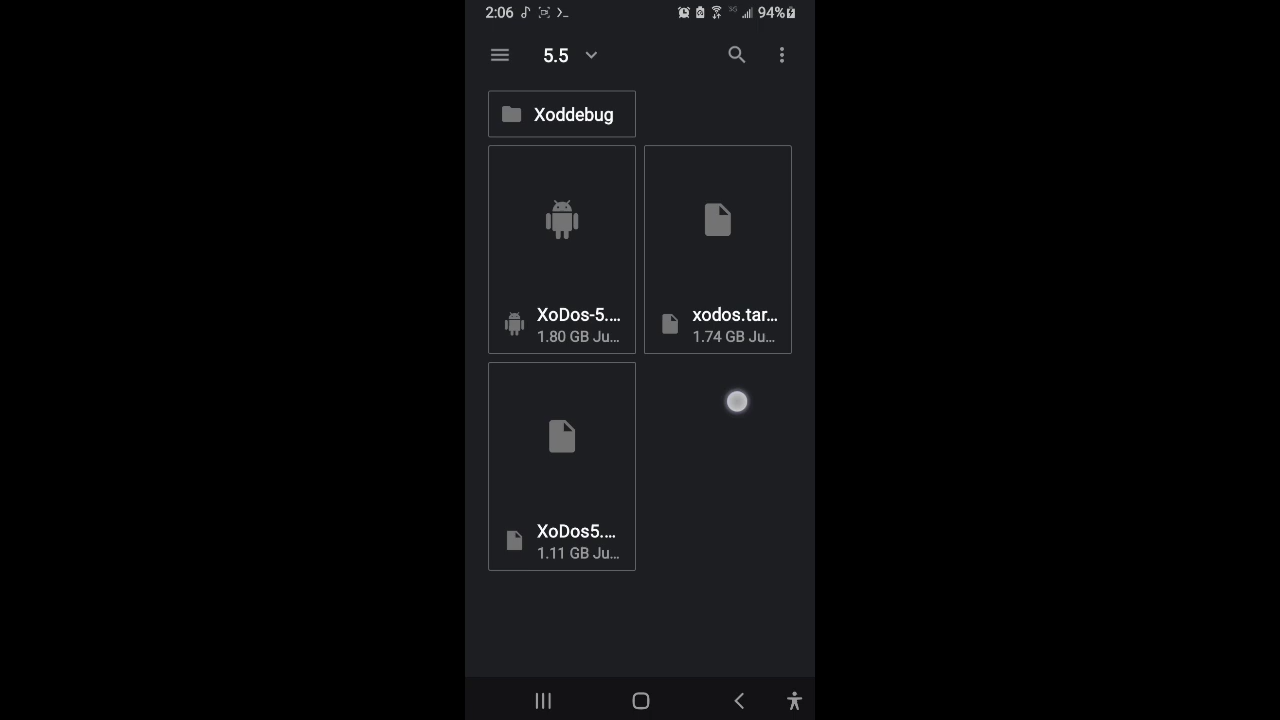 2:06
94%
5.5
Xoddebug
XoDos-5.…
1.80 GB Ju…
xodos.tar…
1.74 GB Ju…
XoDos5.…
1.11 GB Ju…